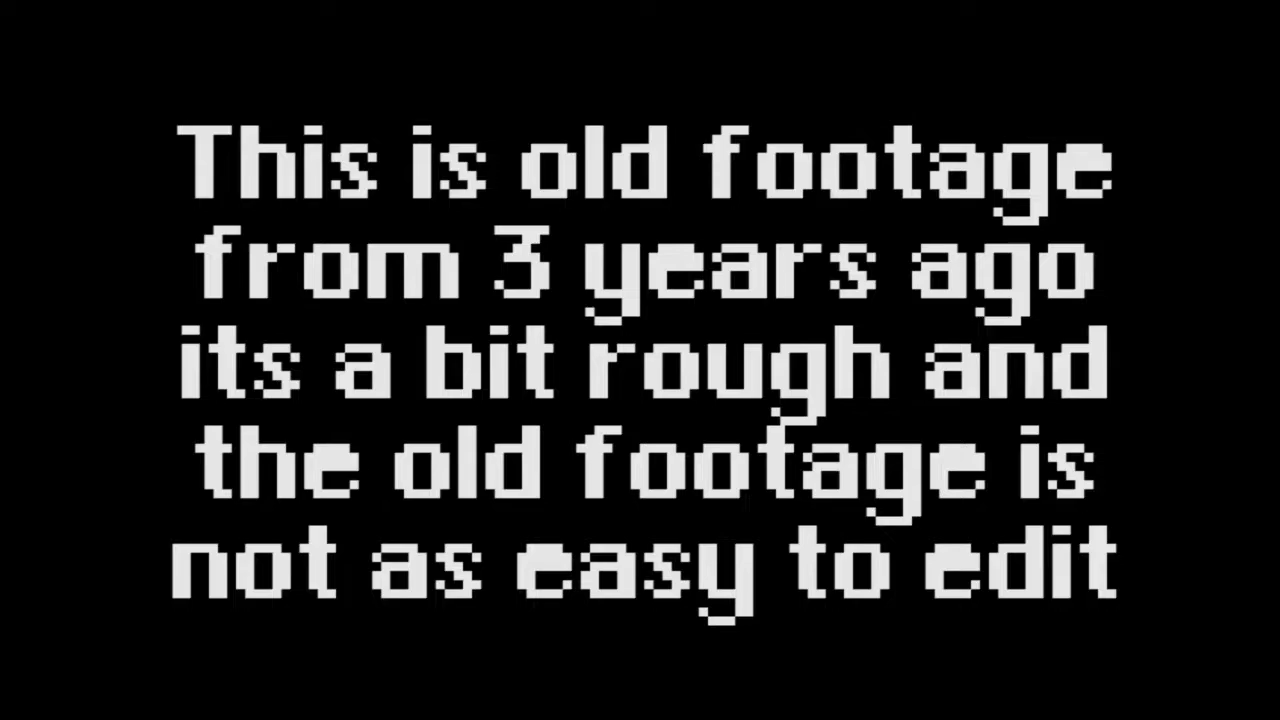 This is old footage
from 3 years ago
its a bit rough and
the old footage is
not as easy to edit